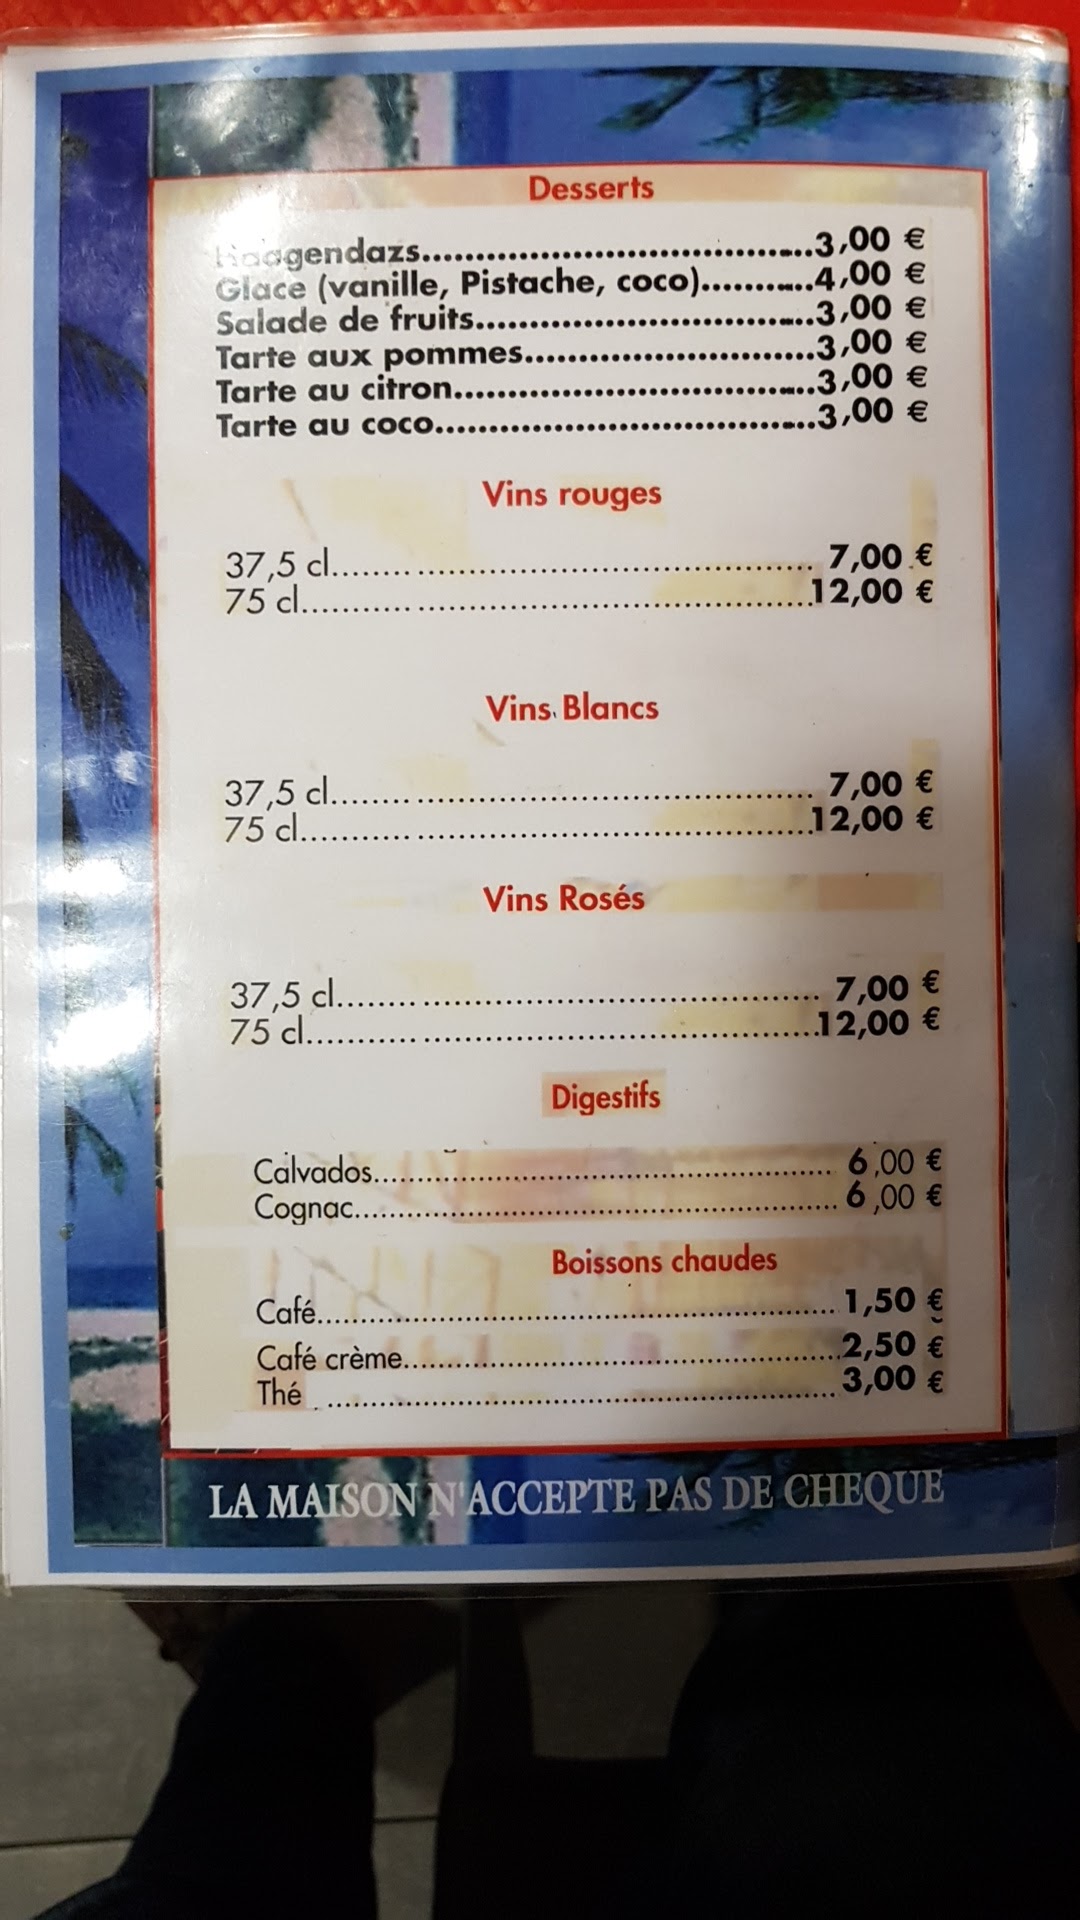 Desserts
Haagendazs..........3,00 €
Glace (vanille, Pistache, coco)..........4,00 €
Salade de fruits..........3,00 €
Tarte aux pommes..........3,00 €
Tarte au citron..........3,00 €
Tarte au coco..........3,00 €
Vins rouges
37,5 cl.......... 7,00 €
75 cl..........12,00 €
Vins Blancs
37,5 cl.......... 7,00 €
75 cl..........12,00 €
Vins Rosés
37,5 cl.......... 7,00 €
75 cl..........12,00 €
Digestifs
Calvados.......... 6,00 €
Cognac.......... 6,00 €
Boissons chaudes
Café..........1,50 €
Café crème..........2,50 €
Thé ..........3,00 €
LA MAISON N'ACCEPTE PAS DE CHEQUE